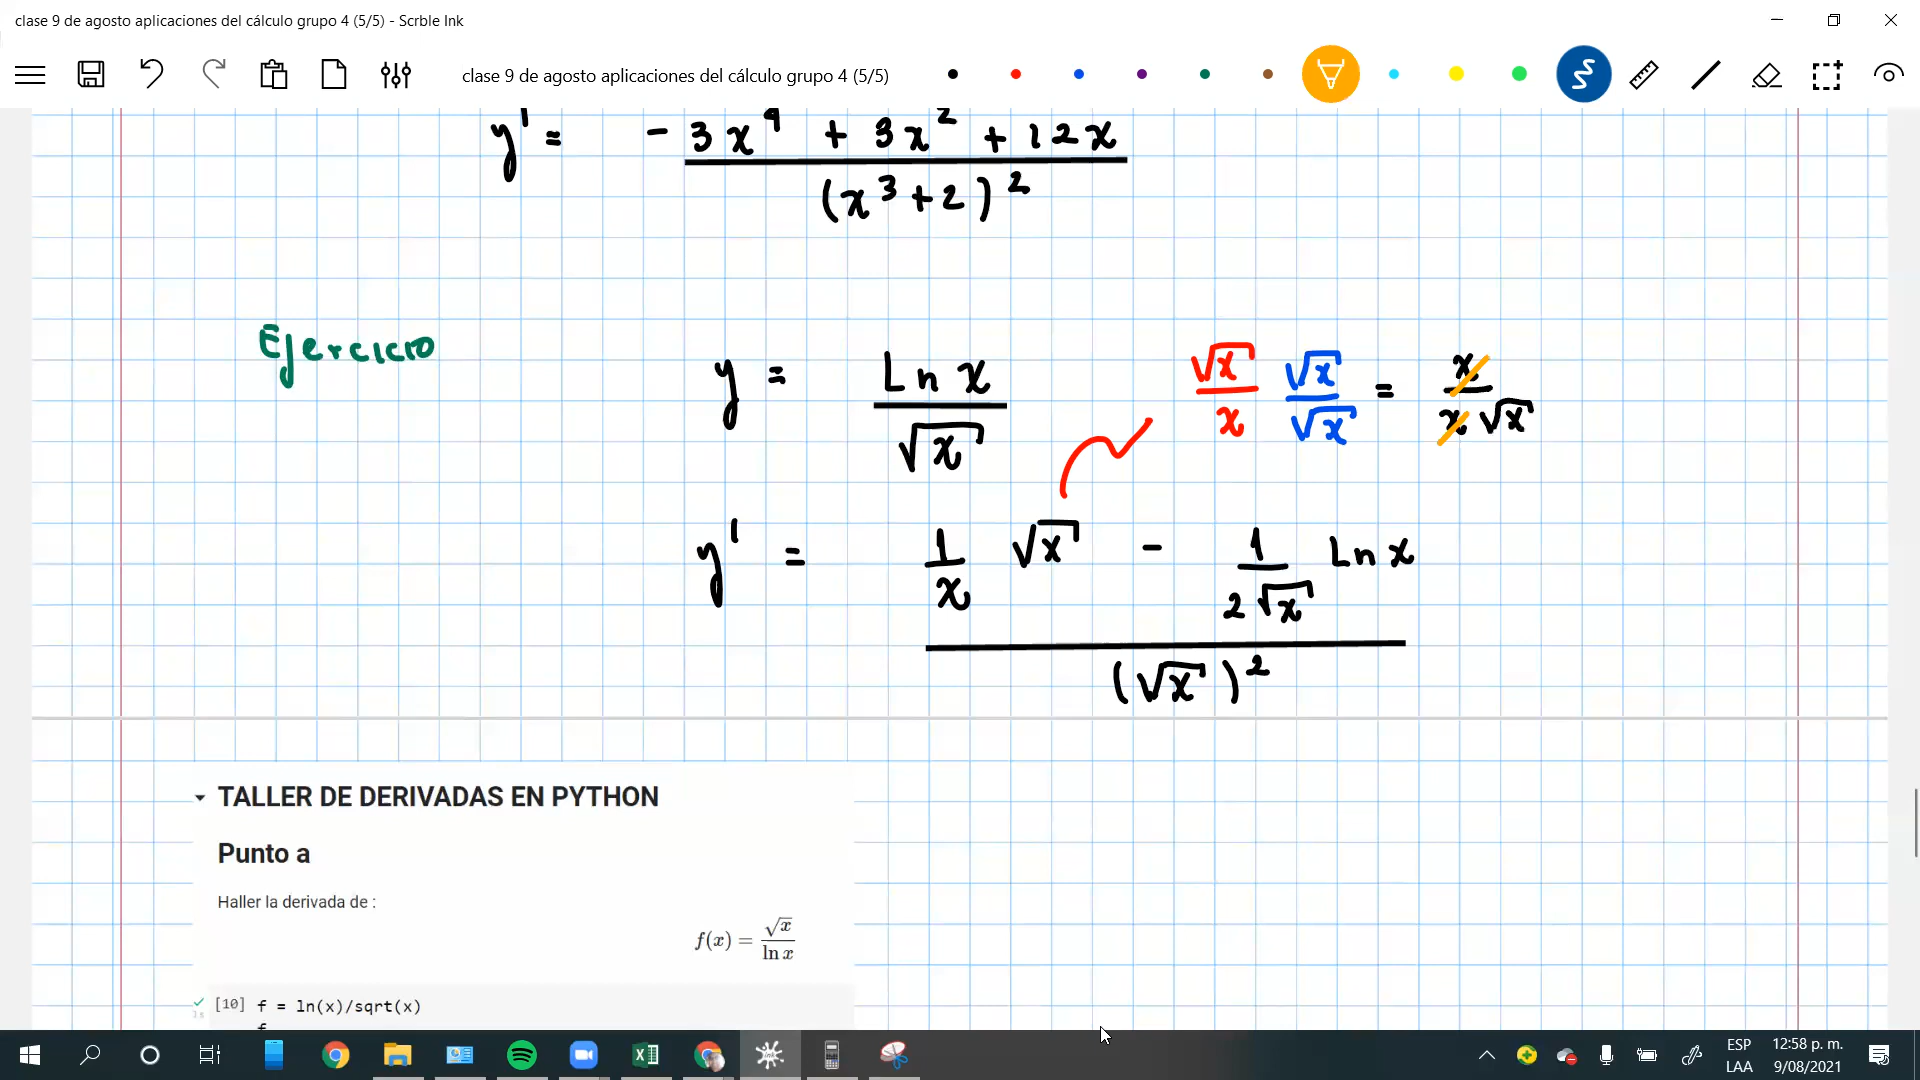 clase 9 de agosto aplicaciones del cálculo grupo 4 (5/5) - Scrble Ink
clase 9 de agosto aplicaciones del cálculo grupo 4 (5/5)
y' = - 3x⁴ + 3x² + 12x / (x³+2)²
Ejercicio
y = Ln x / √x
√x / x √x / √x = x / x√x
y' = 1/x √x - 1/(2√x) Ln x / (√x)²
TALLER DE DERIVADAS EN PYTHON
Punto a
Haller la derivada de :
f(x) = √x / ln x
[10] f = ln(x)/sqrt(x)
f
ESP
LAA
12:58 p. m.
9/08/2021